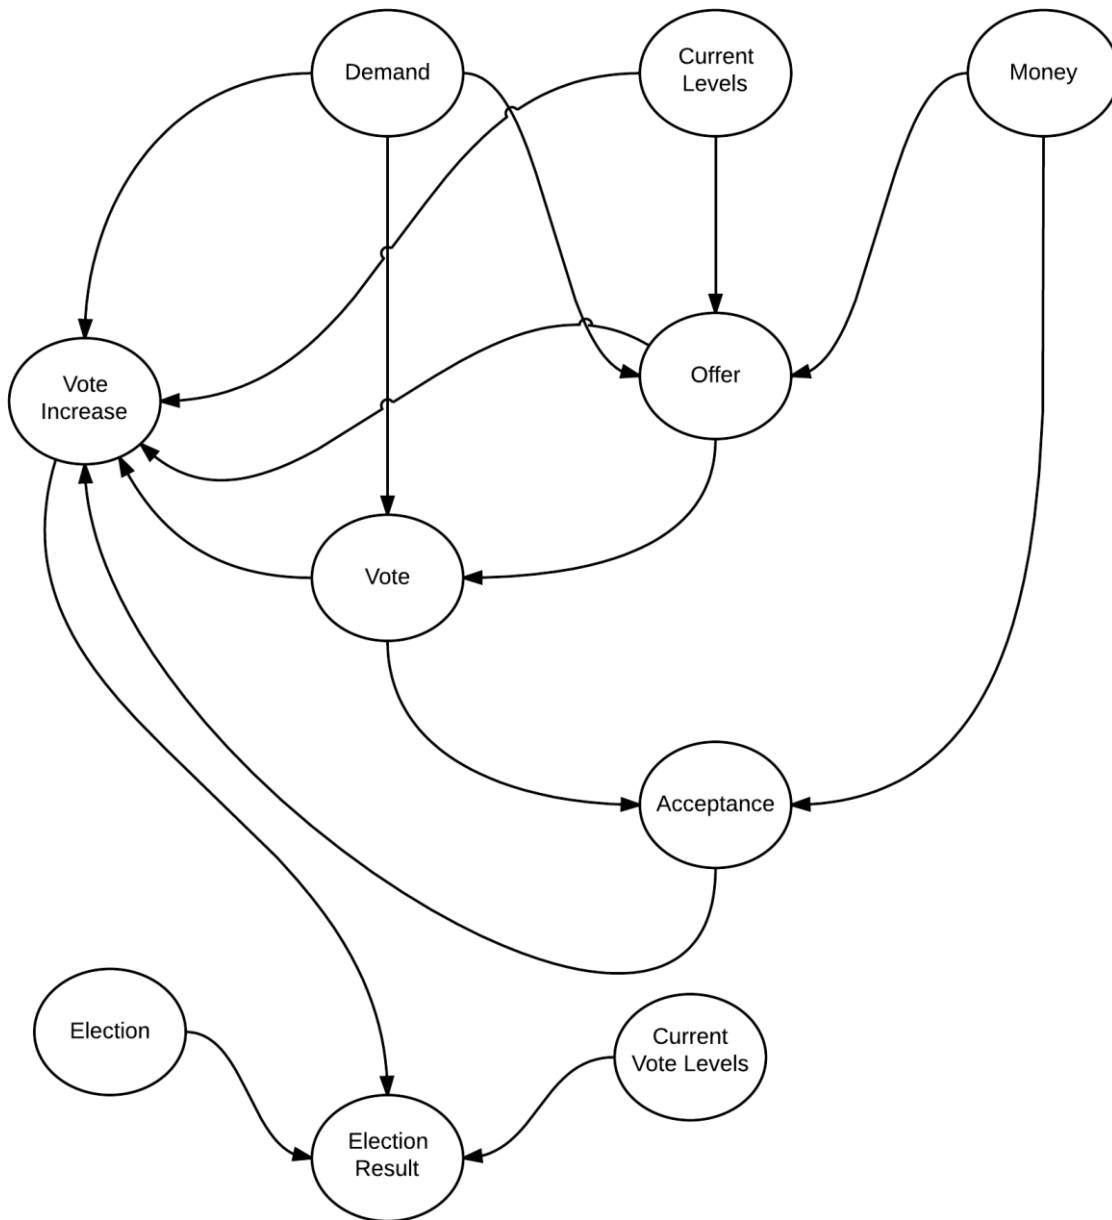 Demand
Current
Levels
Money
Vote
Increase
Offer
Vote
Acceptance
Election
Current
Vote Levels
Election
Result